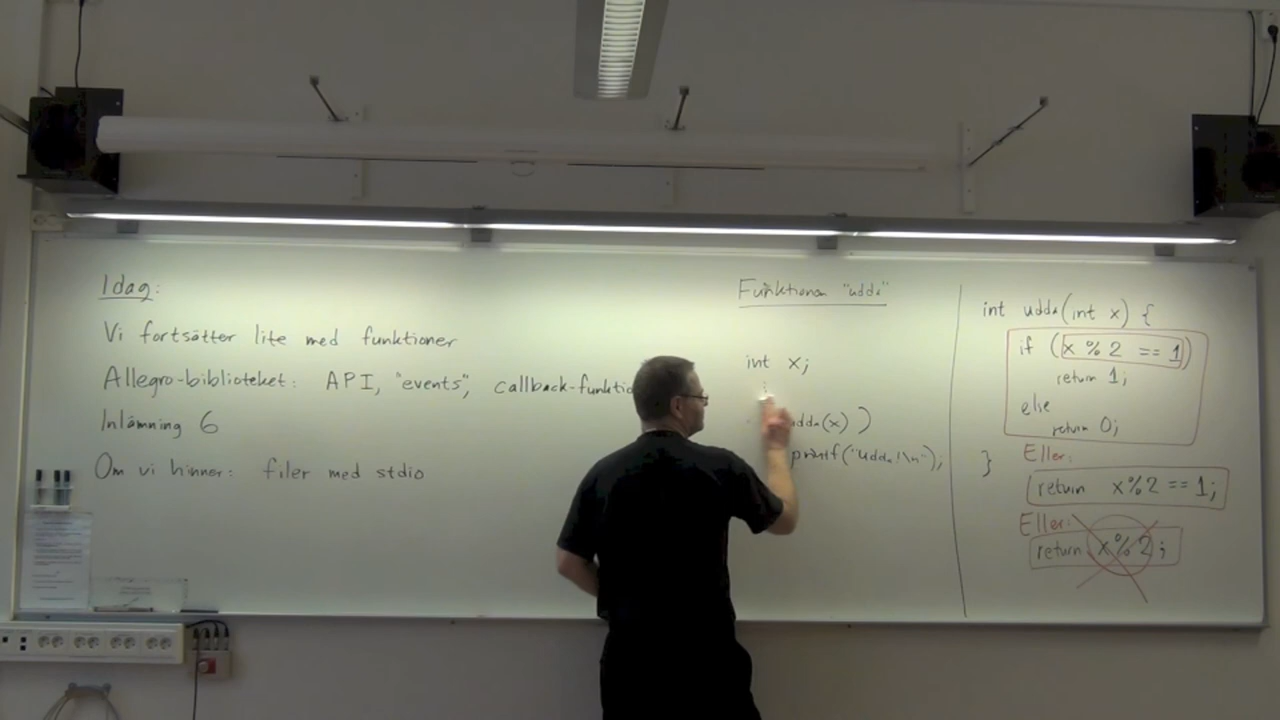 Idag:
Vi fortsätter lite med funktioner
Allegro-biblioteket: API, "events", callback-funktio
Inlämning 6
Om vi hinner: filer med stdio
Funktionen "udda"
int x;
udda(x) )
printf("udda!\n");
int udda(int x) {
if (x % 2 == 1)
return 1;
else
return 0;
}
Eller:
return x%2 == 1;
Eller:
return x%2;